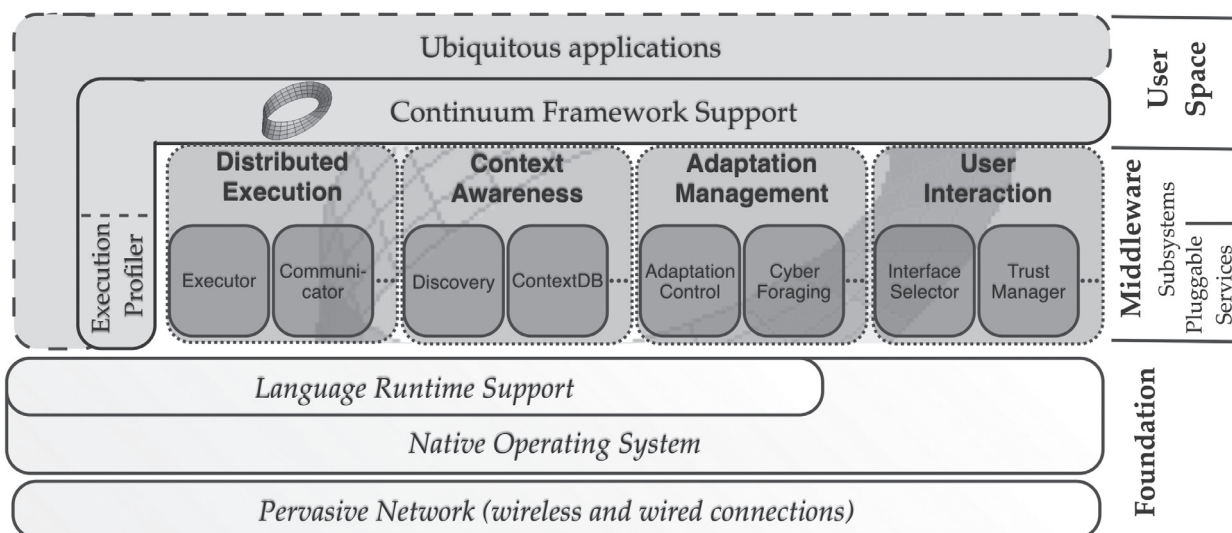 Ubiquitous applications
Continuum Framework Support
User
Space
Distributed
Execution
Context
Awareness
Adaptation
Management
User
Interaction
Execution
Profiler
Executor
Communi-
cator
Discovery
ContextDB
Adaptation
Control
Cyber
Foraging
Interface
Selector
Trust
Manager
Middleware
Subsystems
Pluggable
Services
Language Runtime Support
Native Operating System
Pervasive Network (wireless and wired connections)
Foundation